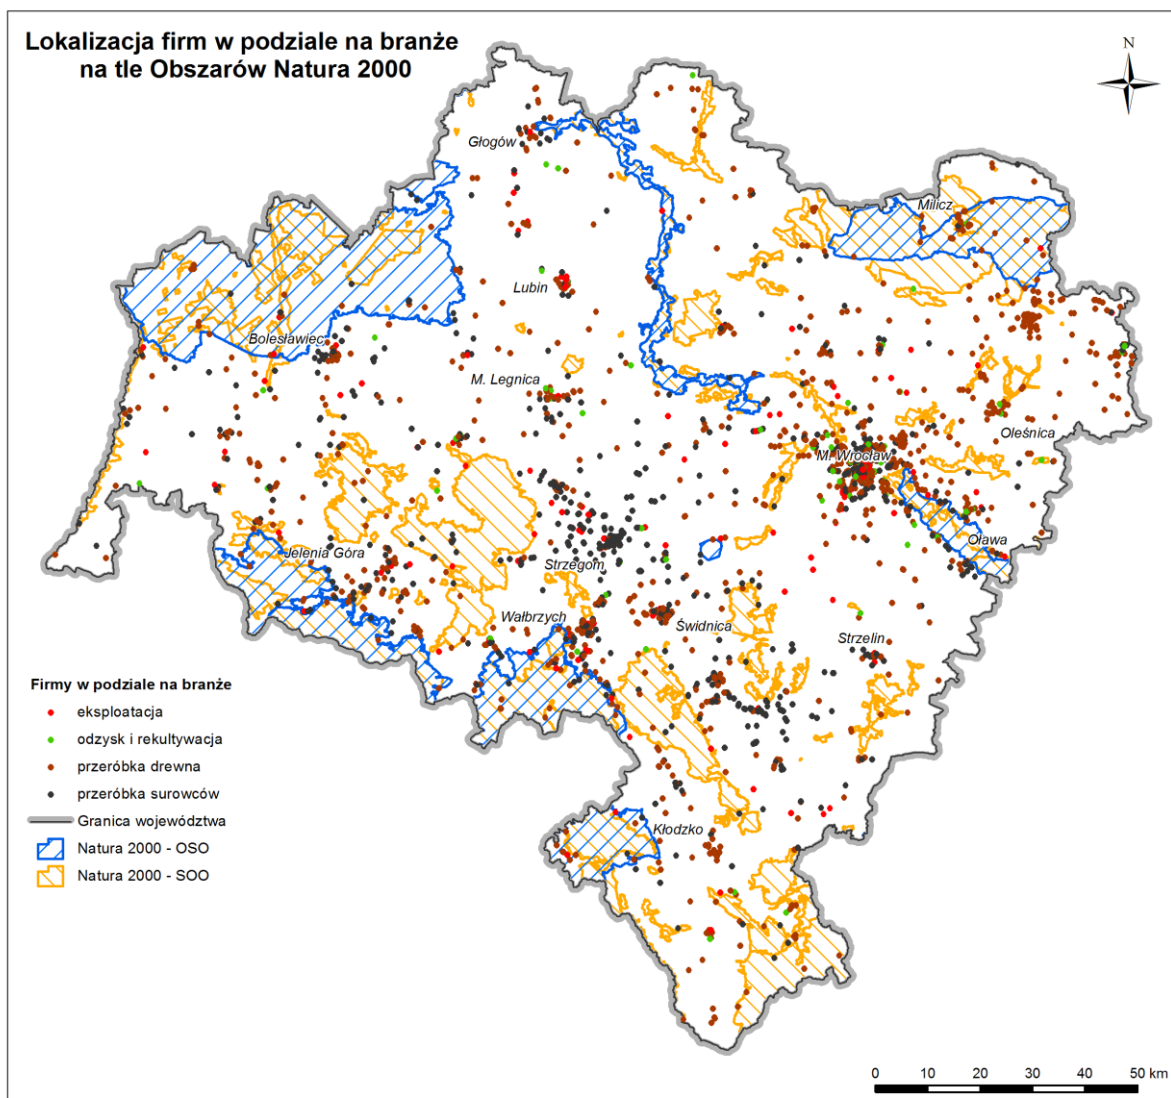 Lokalizacja firm w podziale na branże
na tle Obszarów Natura 2000
N
Głogów
Milicz
Lubin
Bolesławiec
M. Legnica
Oleśnica
M. Wrocław
Oława
Jelenia Góra
Strzegom
Wałbrzych
Świdnica
Strzelin
Kłodzko
Firmy w podziale na branże
eksploatacja
odzysk i rekultywacja
przeróbka drewna
przeróbka surowców
Granica województwa
Natura 2000 - OSO
Natura 2000 - SOO
0 10 20 30 40 50 km